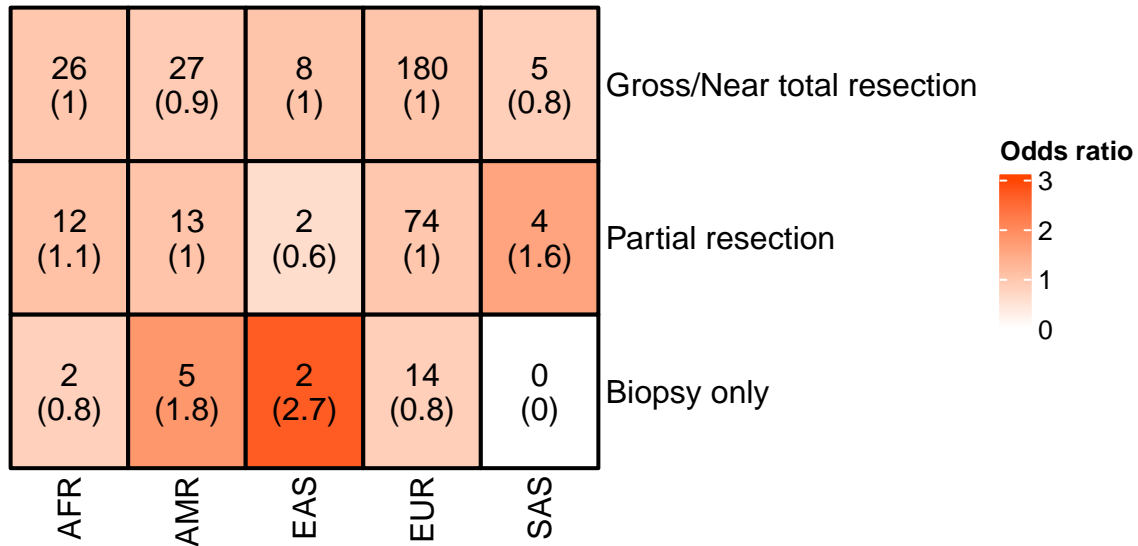 26 27 8 180 5
(1) (0.9) (1) (1) (0.8)
Gross/Near total resection
12 13 2 74 4
(1.1) (1) (0.6) (1) (1.6)
Partial resection
2 5 2 14 0
(0.8) (1.8) (2.7) (0.8) (0)
Biopsy only
AFR AMR EAS EUR SAS
Odds ratio
3
2
1
0